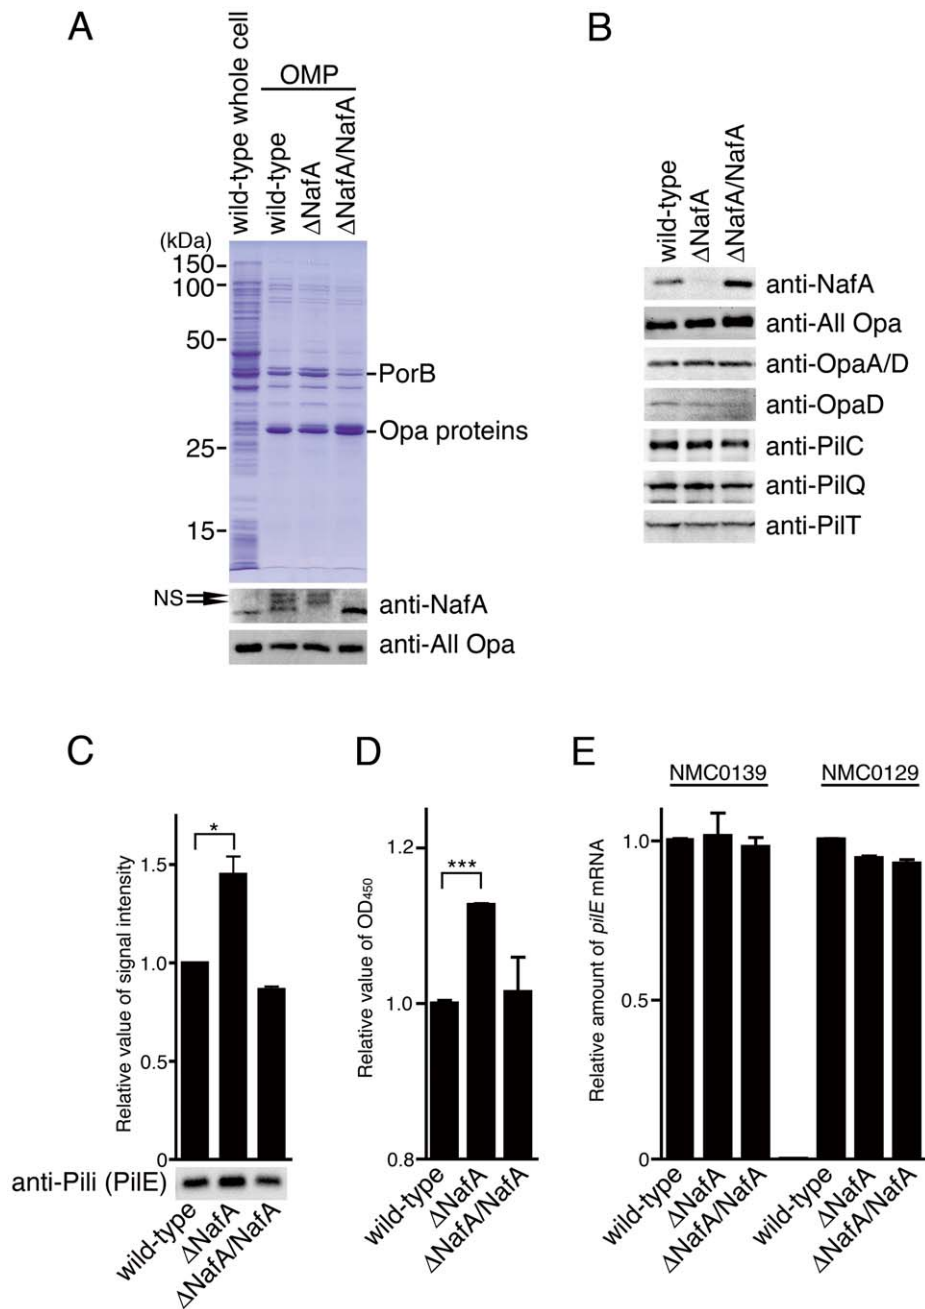 A
wild-type whole cell
OMP
wild-type
ΔNafA
ΔNafA/NafA
(kDa)
150
100
50
25
15
PorB
Opa proteins
NS
anti-NafA
anti-All Opa
B
wild-type
ΔNafA
ΔNafA/NafA
anti-NafA
anti-All Opa
anti-OpaA/D
anti-OpaD
anti-PilC
anti-PilQ
anti-PilT
C
Relative value of signal intensity
1.5
1.0
0.5
0
*
anti-Pili (PilE)
wild-type
ΔNafA
ΔNafA/NafA
D
Relative value of OD450
1.2
1.0
0.8
***
wild-type
ΔNafA
ΔNafA/NafA
E
NMC0139
NMC0129
Relative amount of pilE mRNA
1.0
0.5
0
wild-type
ΔNafA
ΔNafA/NafA
wild-type
ΔNafA
ΔNafA/NafA